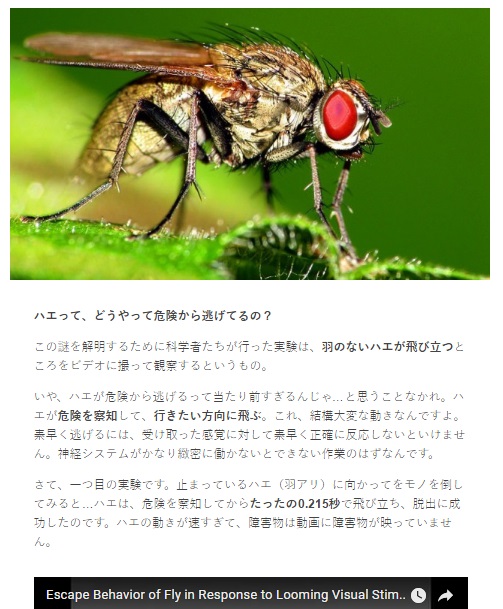 ハエって、どうやって危険から逃げてるの？
この謎を解明するために科学者たちが行った実験は、羽のないハエが飛び立つと
ころをビデオに撮って観察するというもの。
いや、ハエが危険から逃げるって当たり前すぎるんじゃ…と思うことなかれ。ハ
エが危険を察知して、行きたい方向に飛ぶ。これ、結構大変な動きなんですよ。
素早く逃げるには、受け取った感覚に対して素早く正確に反応しないといけませ
ん。神経システムがかなり緻密に働かないとできない作業のはずなんです。
さて、一つ目の実験です。止まっているハエ（羽アリ）に向かってをモノを倒し
てみると…ハエは、危険を察知してからたったの0.215秒で飛び立ち、脱出に成
功したのです。ハエの動きが速すぎて、障害物は動画に障害物が映っていませ
ん。
Escape Behavior of Fly in Response to Looming Visual Stim..